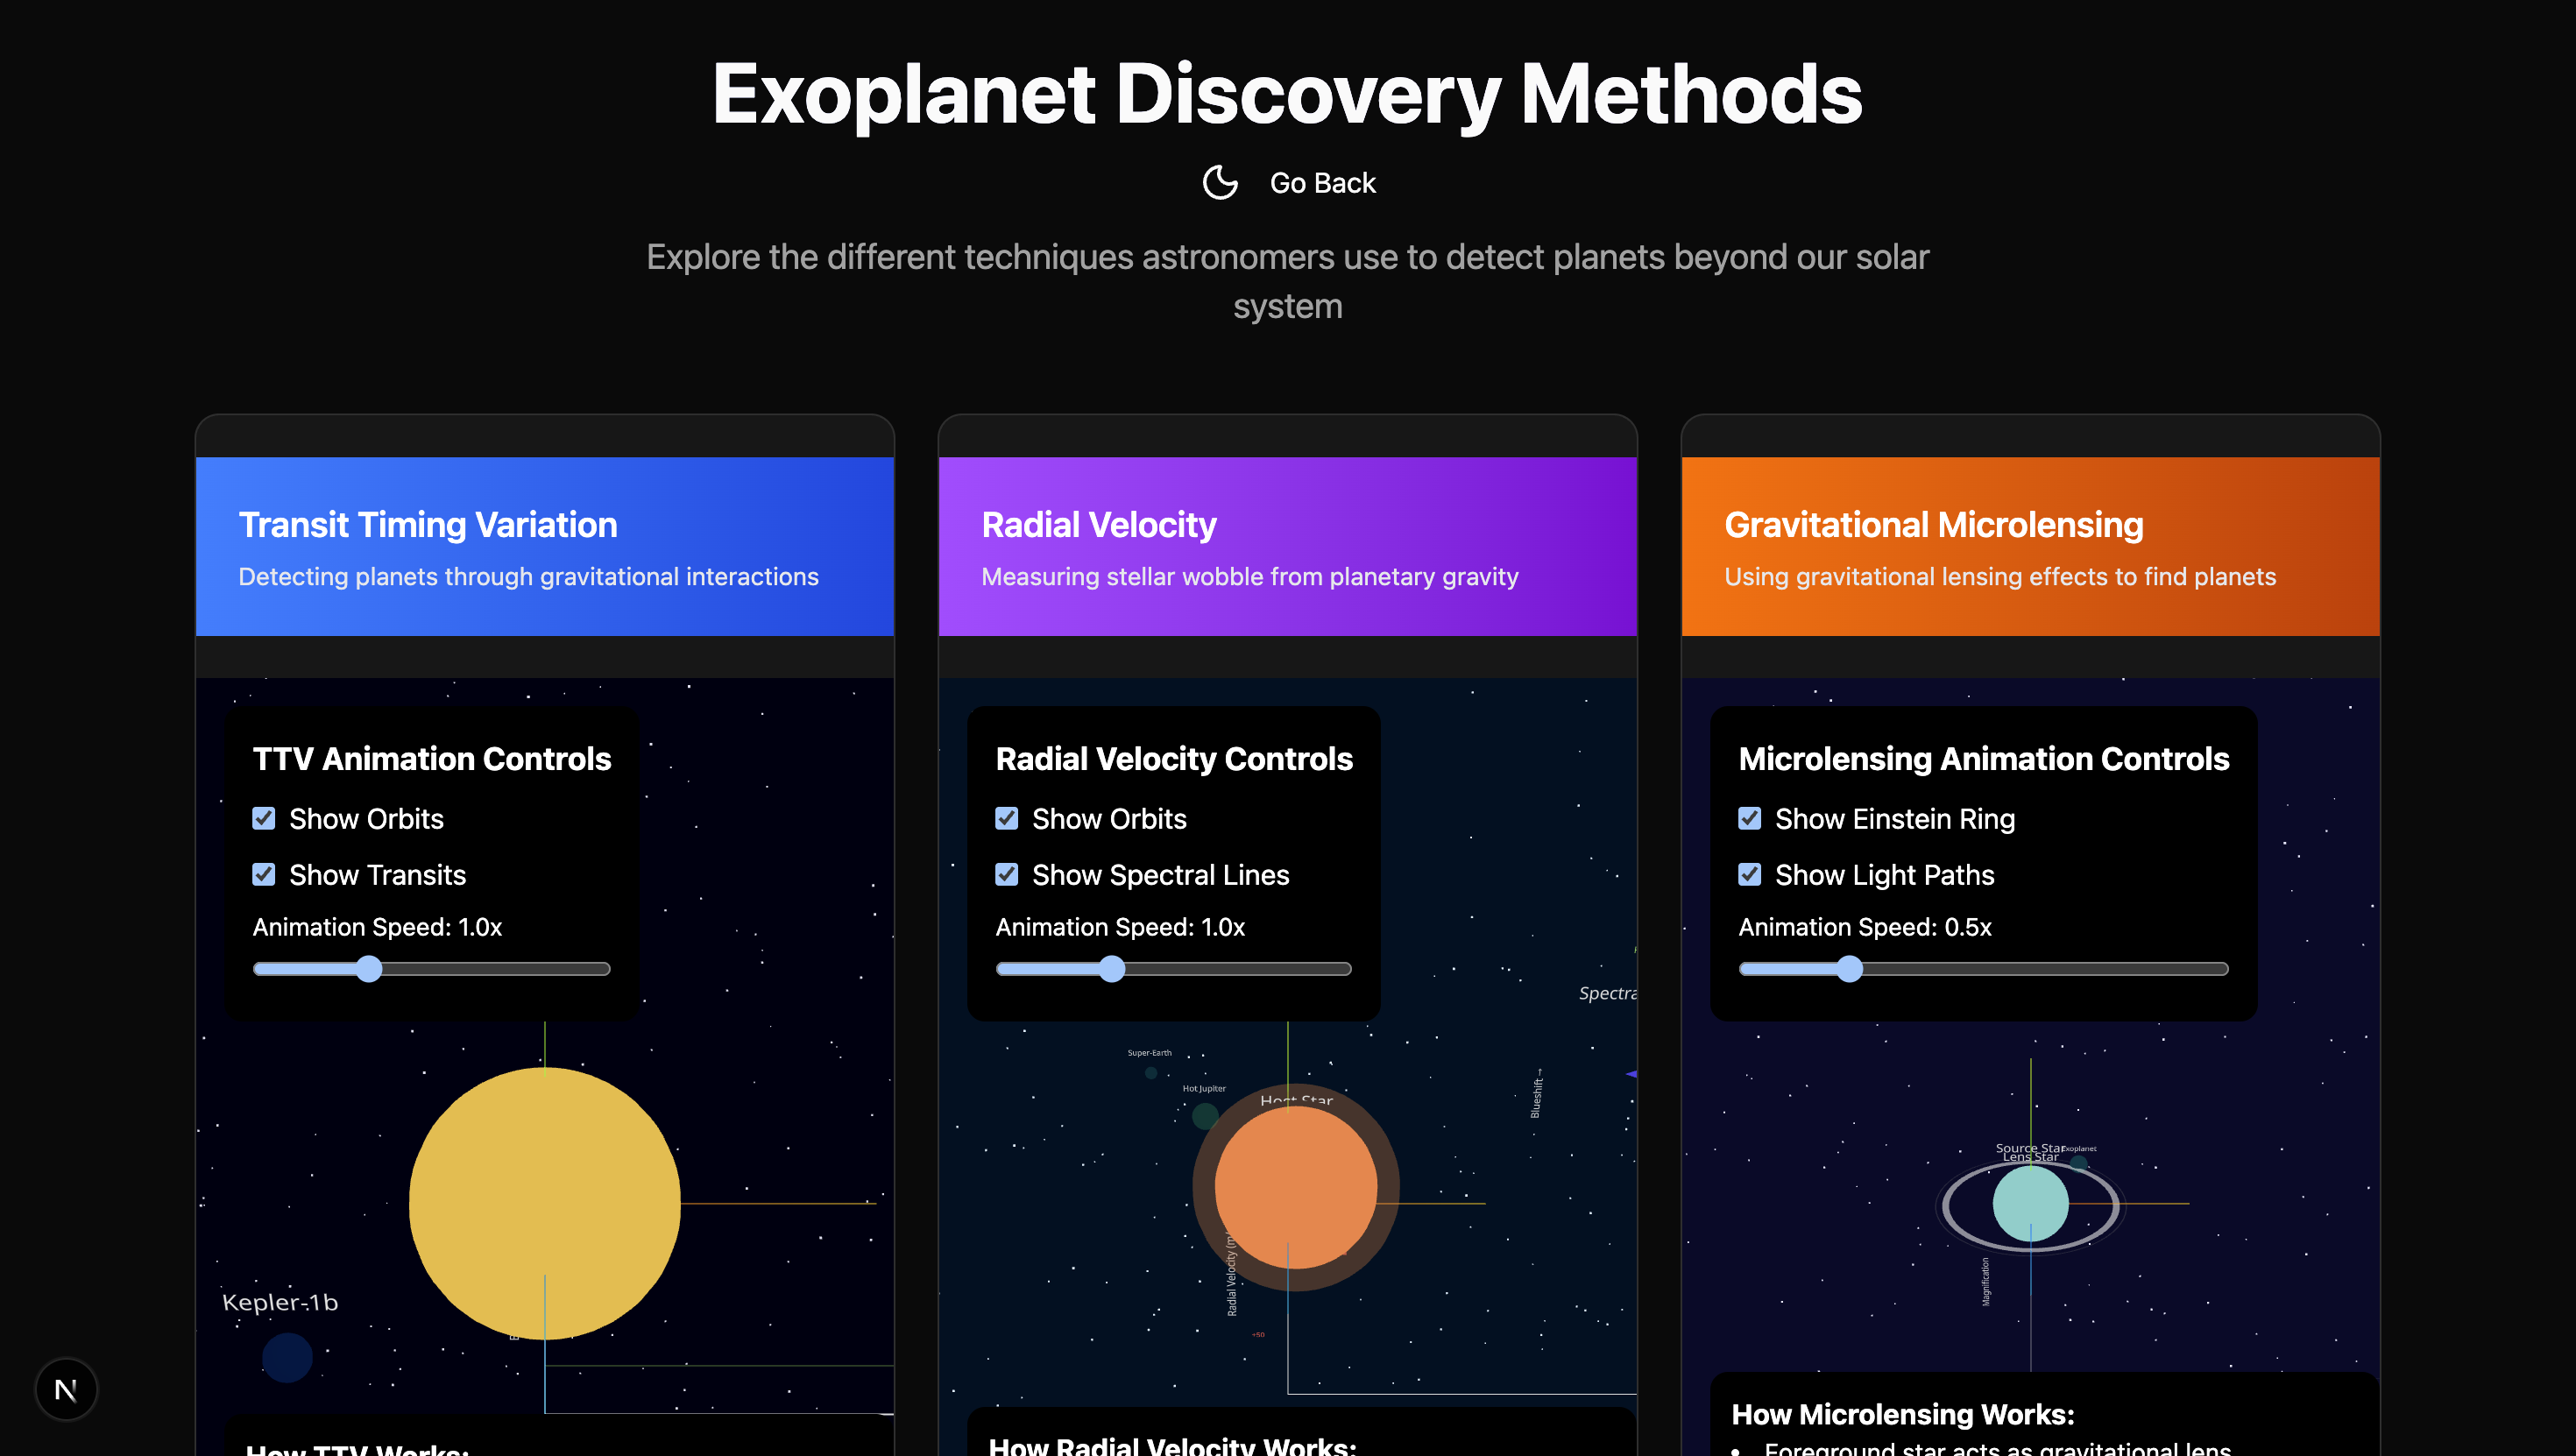 Exoplanet Discovery Methods
Go Back
Explore the different techniques astronomers use to detect planets beyond our solar
system
Transit Timing Variation
Detecting planets through gravitational interactions
TTV Animation Controls
Show Orbits
Show Transits
Animation Speed: 1.0x
Kepler-1b
How TTV Works:
Radial Velocity
Measuring stellar wobble from planetary gravity
Radial Velocity Controls
Show Orbits
Show Spectral Lines
Animation Speed: 1.0x
Super-Earth
Hot Jupiter
Host Star
Blueshift →
Radial Velocity
+50
How Radial Velocity Works:
Gravitational Microlensing
Using gravitational lensing effects to find planets
Microlensing Animation Controls
Show Einstein Ring
Show Light Paths
Animation Speed: 0.5x
Source Star
Exoplanet
Lens Star
Magnification
How Microlensing Works:
• Foreground star acts as gravitational lens
N